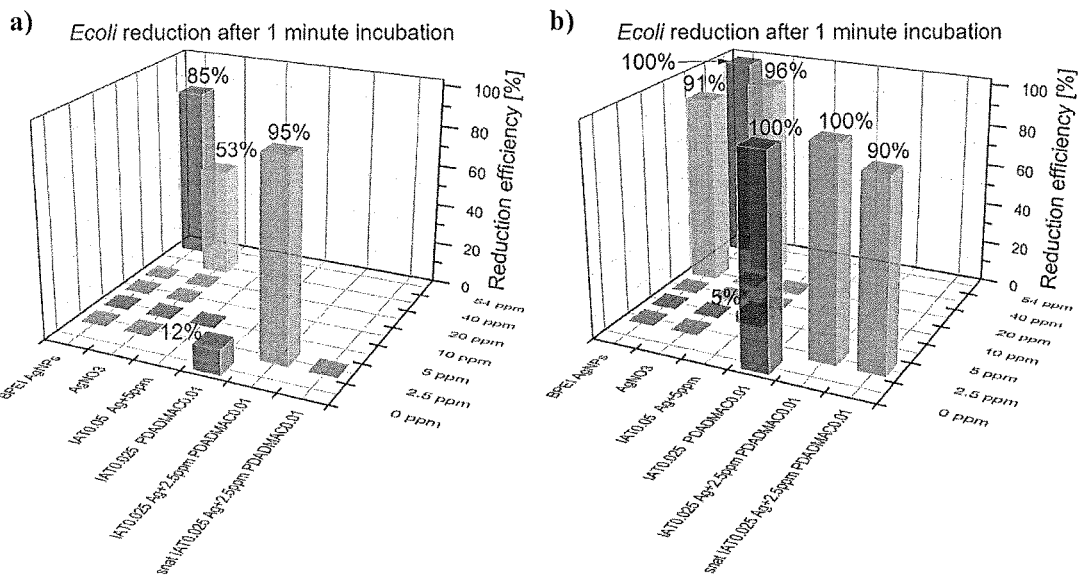 a)
Ecoli reduction after 1 minute incubation
85%
53%
95%
12%
100
80
60
40
20
0
Reduction efficiency [%]
54 ppm
40 ppm
20 ppm
10 ppm
5 ppm
2.5 ppm
0 ppm
BPEI AgNPs
AgNO3
IAT0.05 Ag+5ppm
IAT0.025 PDADMAC0.01
IAT0.025 Ag+2.5ppm PDADMAC0.01
snat IAT0.025 Ag+2.5ppm PDADMAC0.01
b)
Ecoli reduction after 1 minute incubation
100%
91%
96%
100%
100%
90%
5%
100
80
60
40
20
0
Reduction efficiency [%]
54 ppm
40 ppm
20 ppm
10 ppm
5 ppm
2.5 ppm
0 ppm
BPEI AgNPs
AgNO3
IAT0.05 Ag+5ppm
IAT0.025 PDADMAC0.01
IAT0.025 Ag+2.5ppm PDADMAC0.01
snat IAT0.025 Ag+2.5ppm PDADMAC0.01